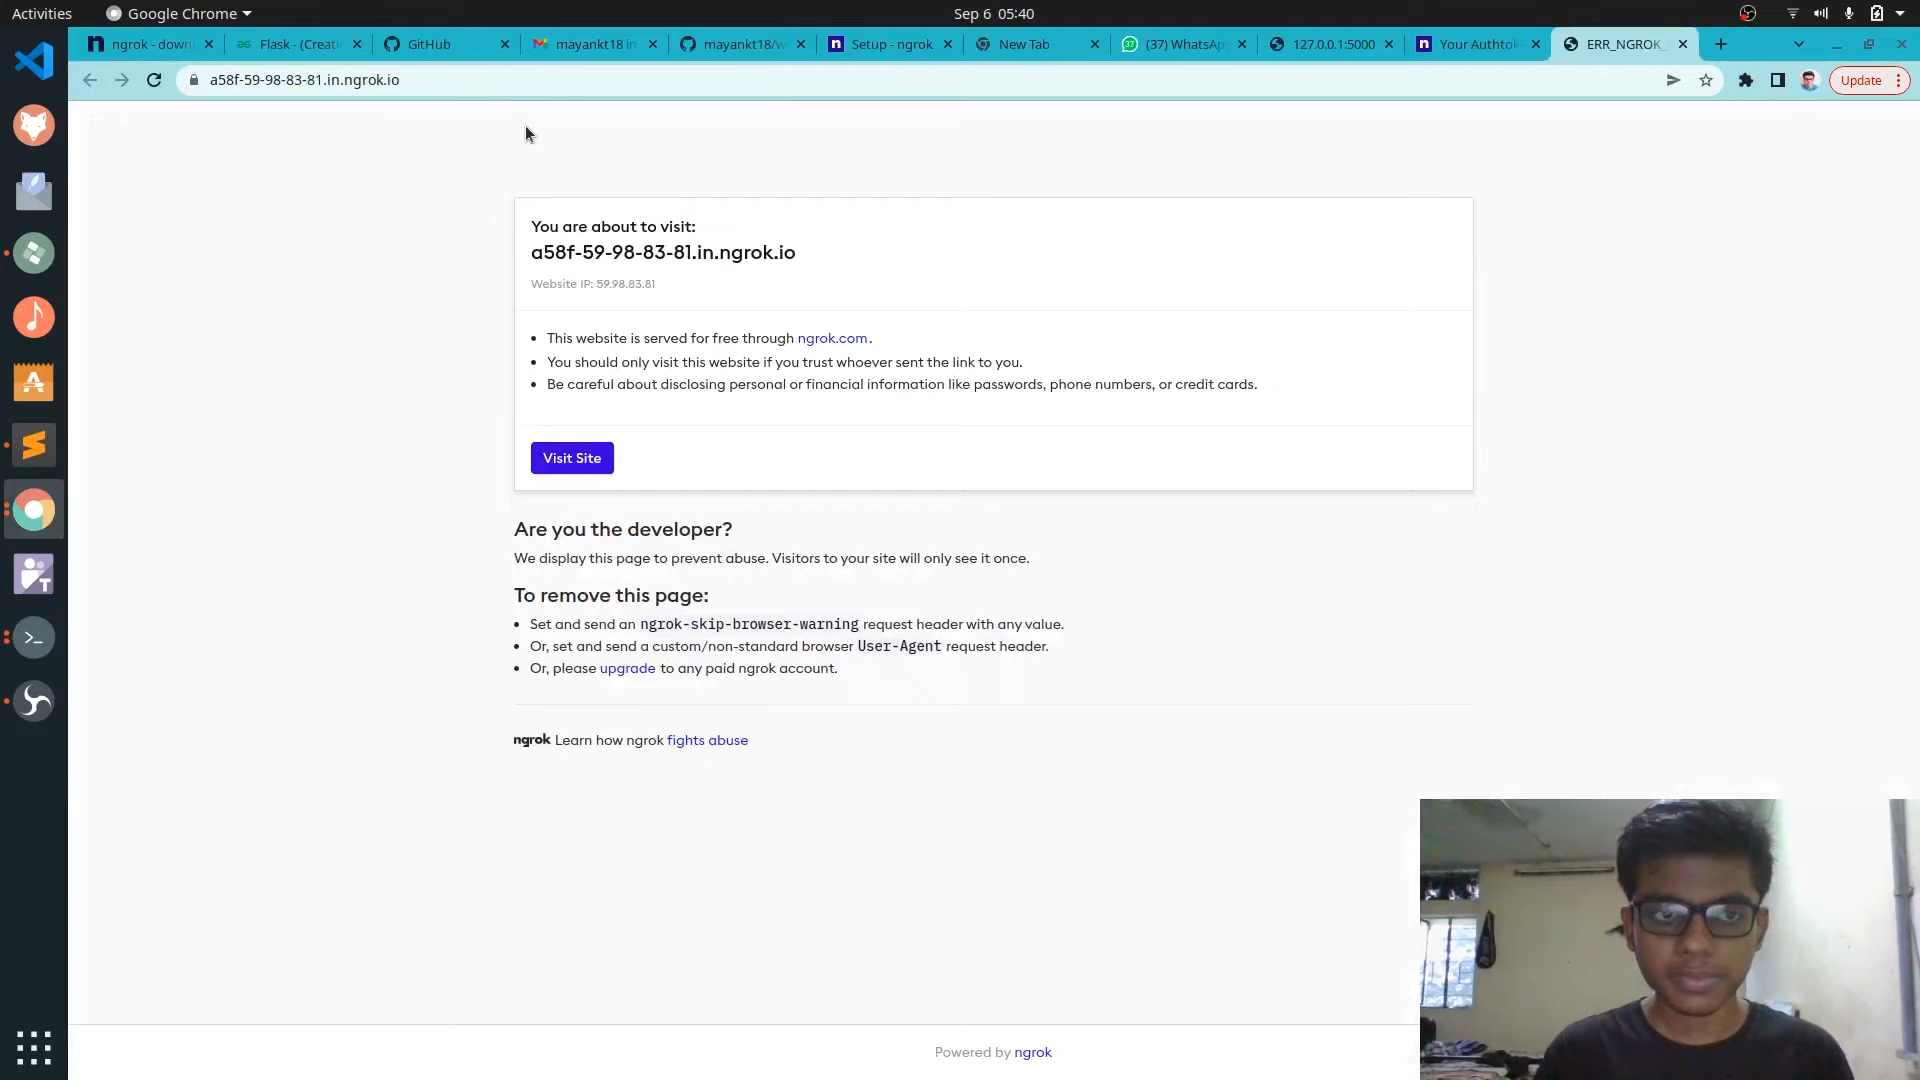 Activities
Google Chrome
Sep 6 05:40
ngrok - down
Flask - (Creati
GitHub
mayankt18 in
mayankt18/w
Setup - ngrok
New Tab
(37) WhatsAp
127.0.0.1:5000
Your Authtok
ERR_NGROK_
a58f-59-98-83-81.in.ngrok.io
Update
You are about to visit:
a58f-59-98-83-81.in.ngrok.io
Website IP: 59.98.83.81
This website is served for free through ngrok.com.
You should only visit this website if you trust whoever sent the link to you.
Be careful about disclosing personal or financial information like passwords, phone numbers, or credit cards.
Visit Site
Are you the developer?
We display this page to prevent abuse. Visitors to your site will only see it once.
To remove this page:
Set and send an ngrok-skip-browser-warning request header with any value.
Or, set and send a custom/non-standard browser User-Agent request header.
Or, please upgrade to any paid ngrok account.
ngrok Learn how ngrok fights abuse
Powered by ngrok